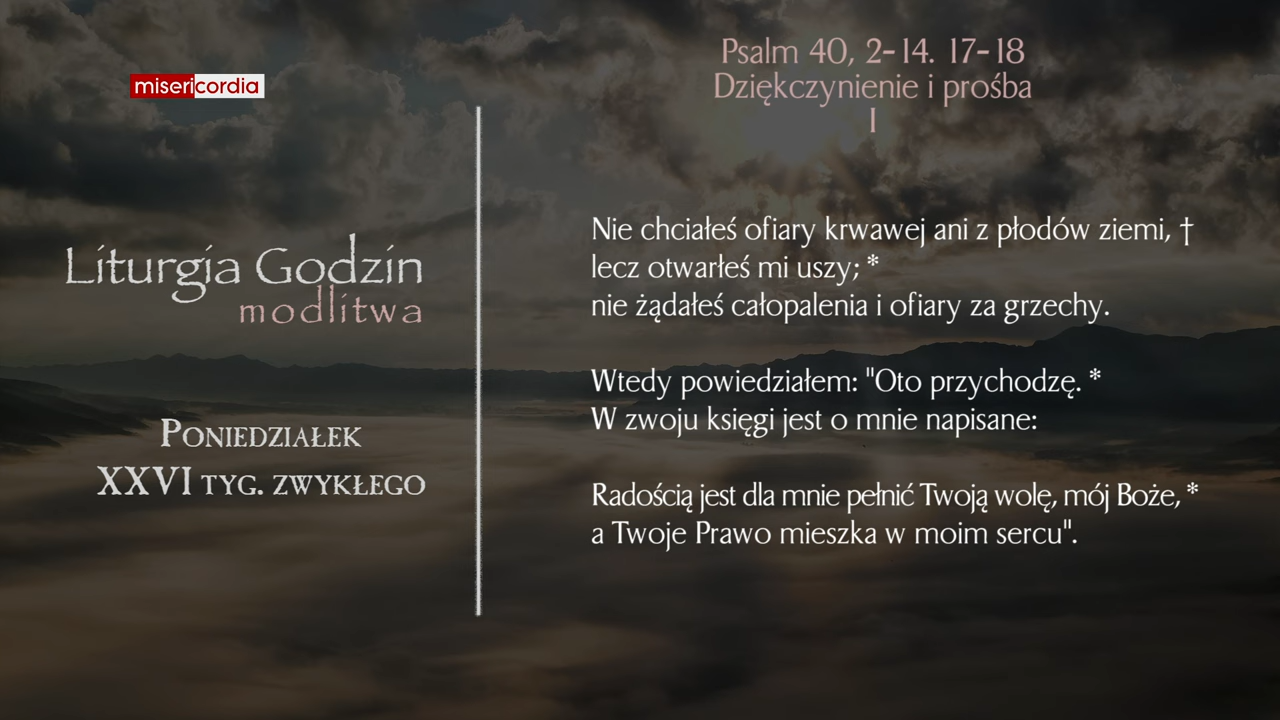 misericordia
Liturgia Godzin
modlitwa
Poniedziałek
XXVI tyg. zwykłego
Psalm 40, 2-14. 17-18
Dziękczynienie i prośba
I
Nie chciałeś ofiary krwawej ani z płodów ziemi, †
lecz otwarłeś mi uszy; *
nie żądałeś całopalenia i ofiary za grzechy.
Wtedy powiedziałem: "Oto przychodzę. *
W zwoju księgi jest o mnie napisane:
Radością jest dla mnie pełnić Twoją wolę, mój Boże, *
a Twoje Prawo mieszka w moim sercu".